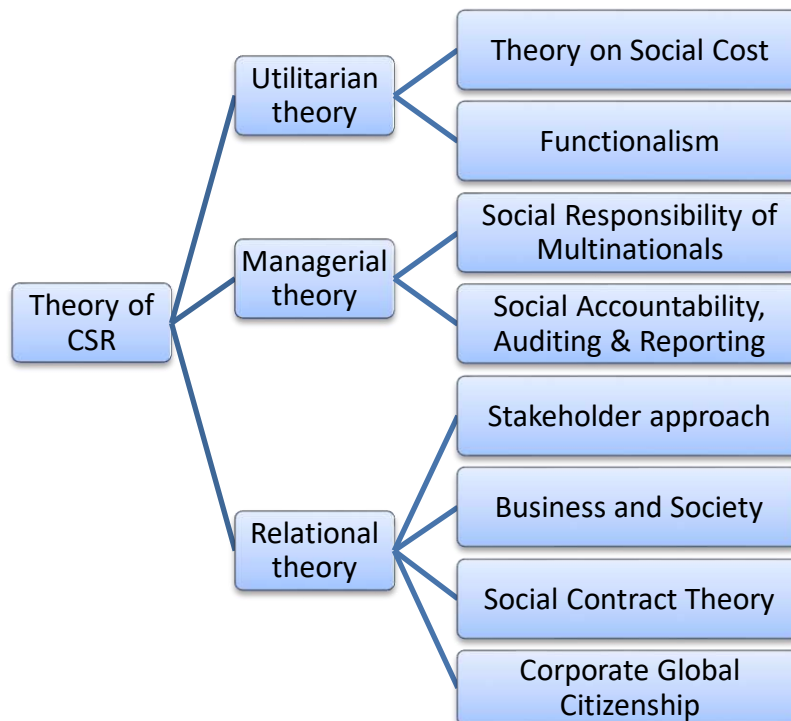 Theory of
CSR
Utilitarian
theory
Theory on Social Cost
Functionalism
Managerial
theory
Social Responsibility of
Multinationals
Social Accountability,
Auditing & Reporting
Relational
theory
Stakeholder approach
Business and Society
Social Contract Theory
Corporate Global
Citizenship